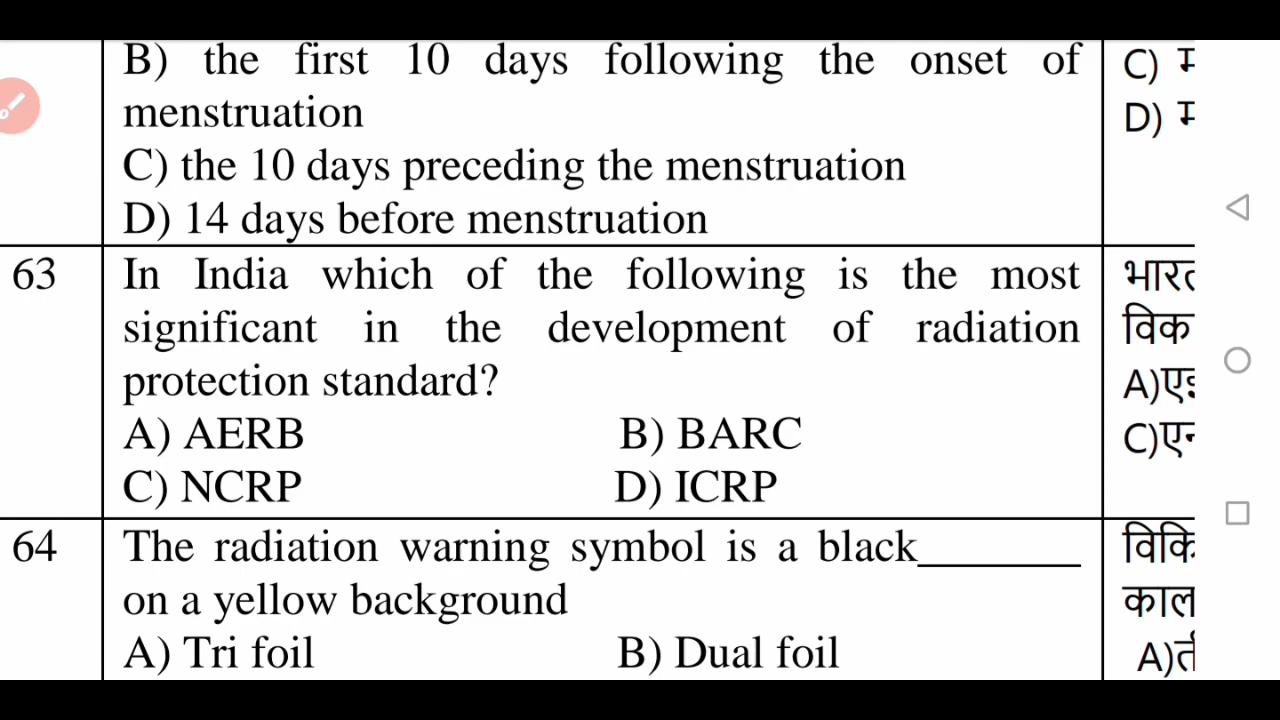 B) the first 10 days following the onset of
menstruation
C) the 10 days preceding the menstruation
D) 14 days before menstruation
C)
D)
63
In India which of the following is the most
significant in the development of radiation
protection standard?
A) AERB B) BARC
C) NCRP D) ICRP
A)
C)
64
The radiation warning symbol is a black________
on a yellow background
A) Tri foil B) Dual foil
A)